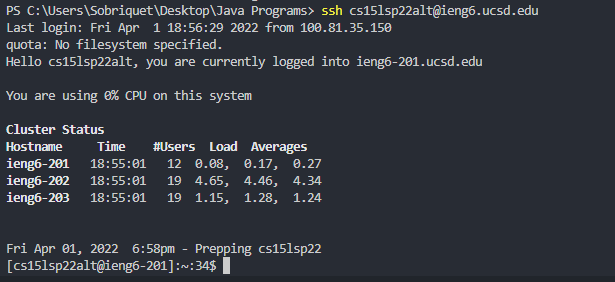 PS C:\Users\Sobriquet\Desktop\Java Programs> ssh cs15lsp22alt@ieng6.ucsd.edu
Last login: Fri Apr  1 18:56:29 2022 from 100.81.35.150
quota: No filesystem specified.
Hello cs15lsp22alt, you are currently logged into ieng6-201.ucsd.edu
You are using 0% CPU on this system
Cluster Status
Hostname     Time    #Users  Load  Averages
ieng6-201   18:55:01   12  0.08,  0.17,  0.27
ieng6-202   18:55:01   19  4.65,  4.46,  4.34
ieng6-203   18:55:01   19  1.15,  1.28,  1.24
Fri Apr 01, 2022  6:58pm - Prepping cs15lsp22
[cs15lsp22alt@ieng6-201]:~:34$